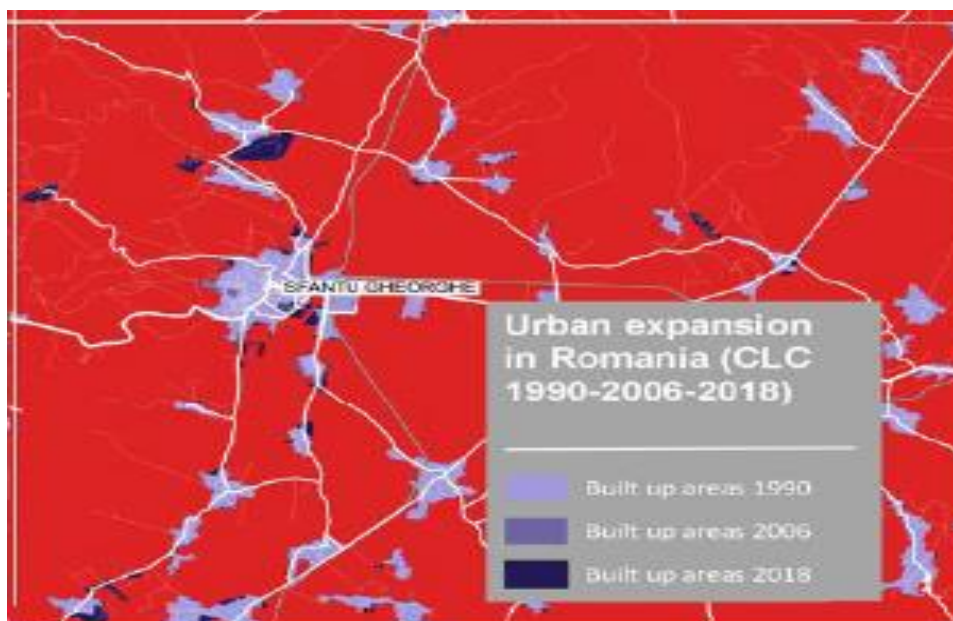 SFANTU GHEORGHE
Urban expansion
in Romania (CLC
1990-2006-2018)
Built up areas 1990
Built up areas 2006
Built up areas 2018